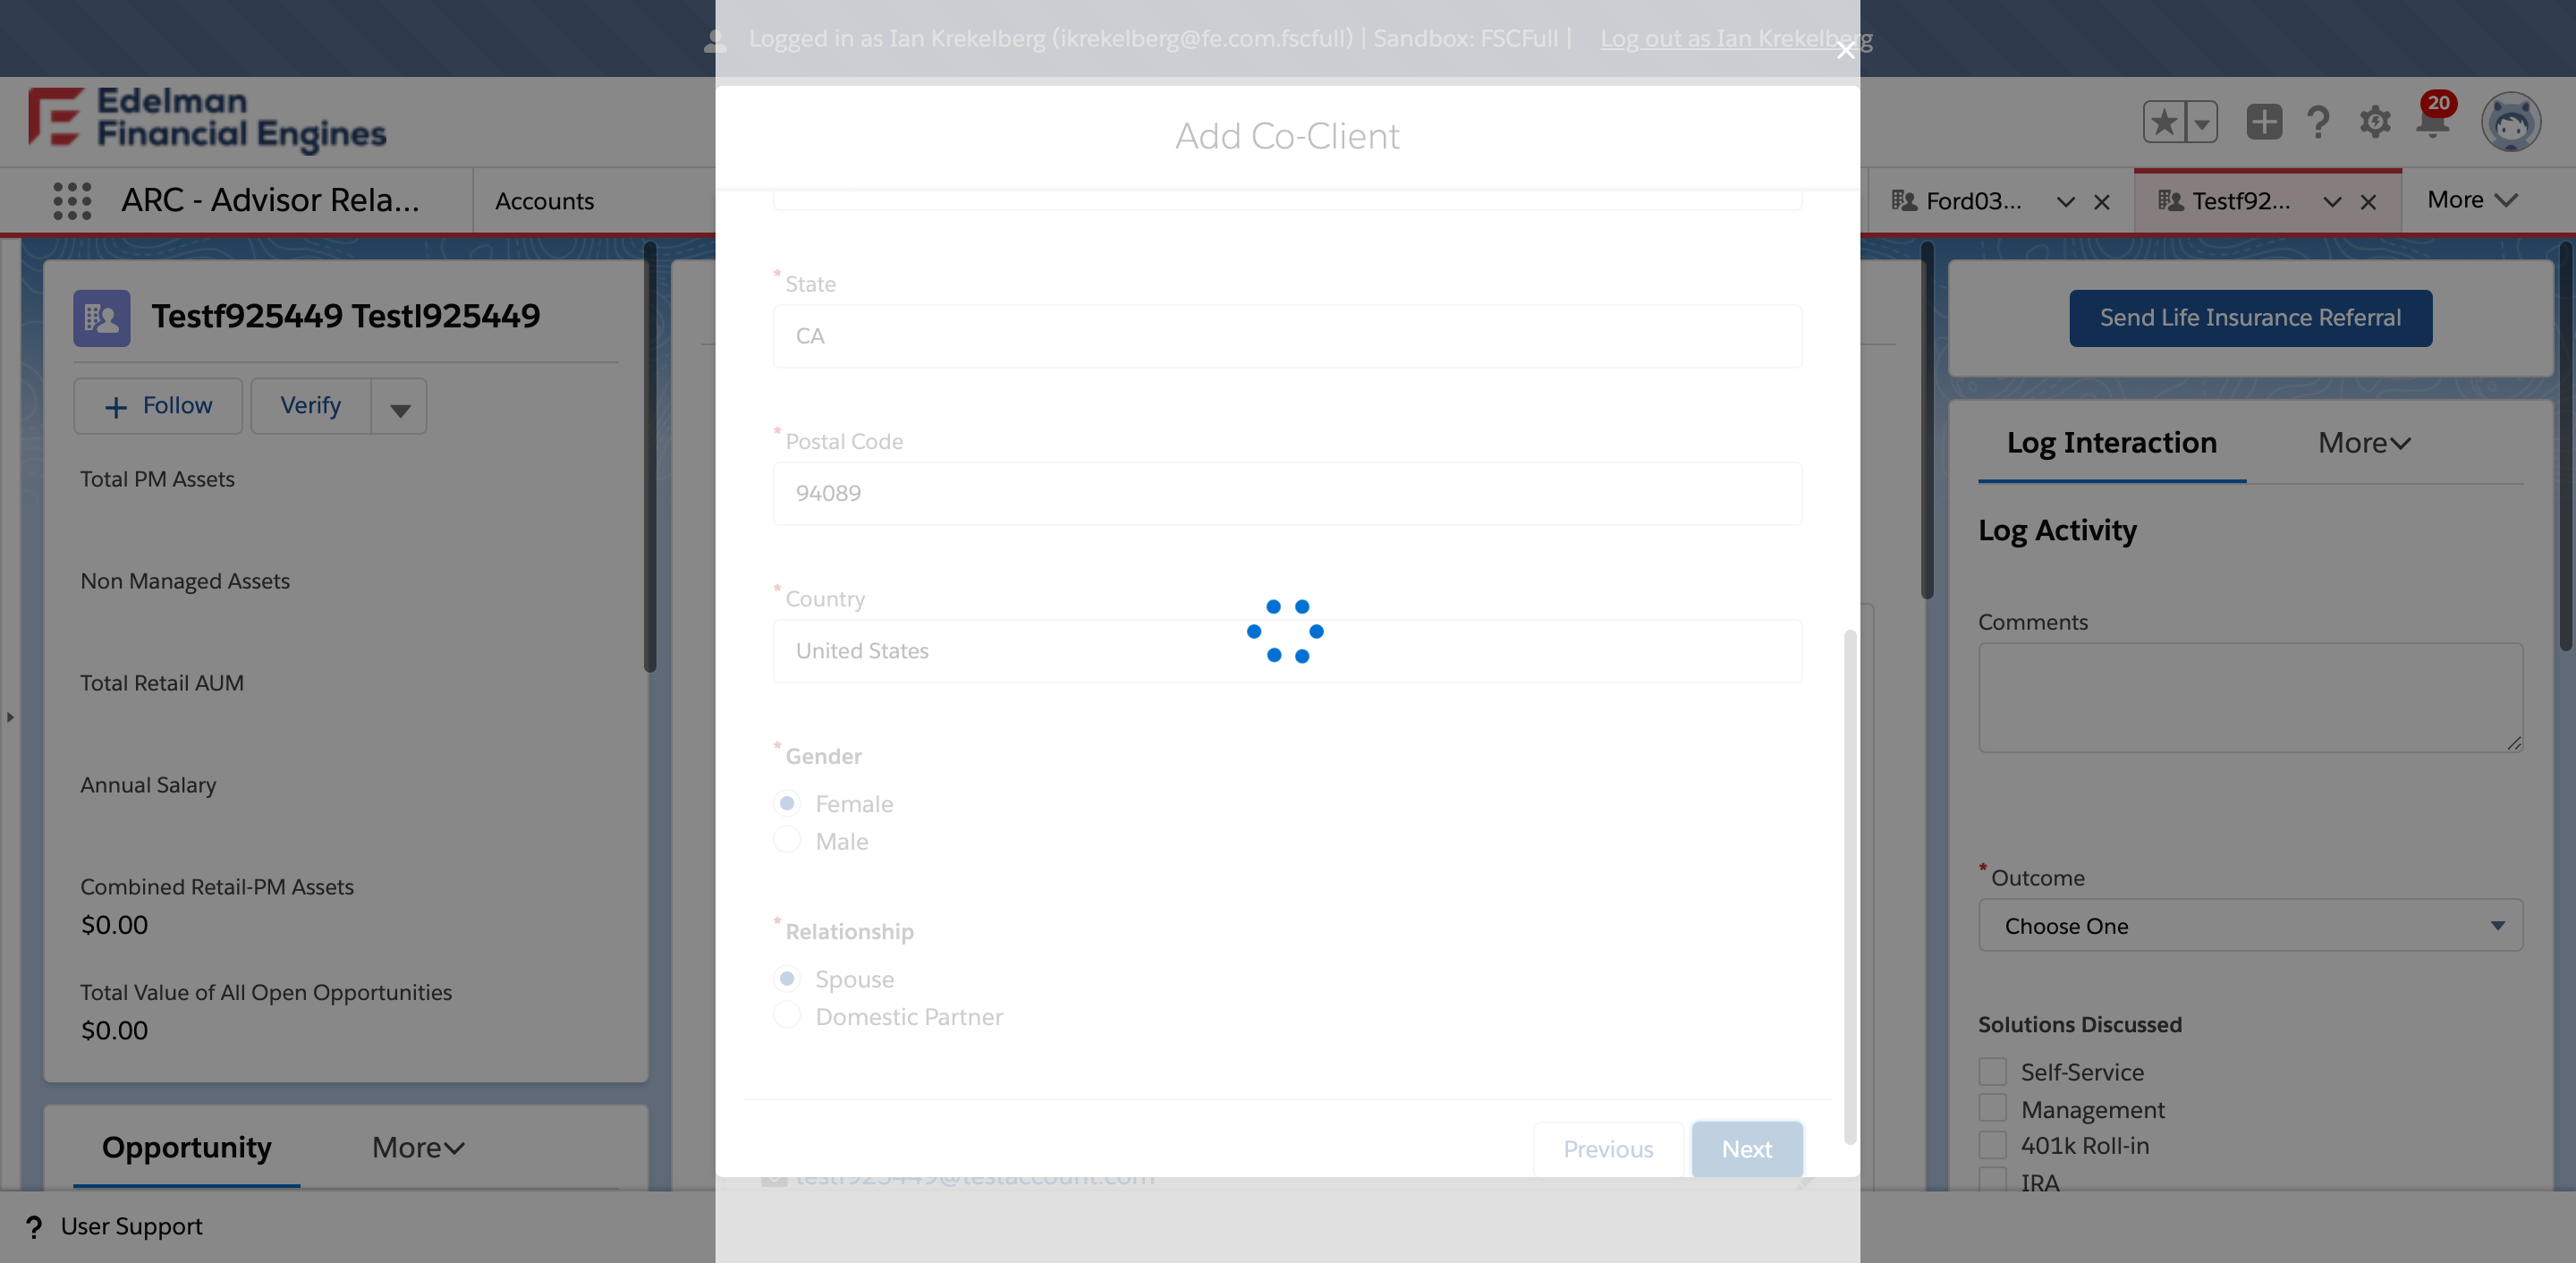 Logged in as Ian Krekelberg (ikrekelberg@fe.com.fscfull) | Sandbox: FSCFull | Log out as Ian Krekelberg
Edelman
Financial Engines
20
ARC - Advisor Rela...
Accounts
Ford03...
Testf92...
More
Testf925449 Testl925449
Follow
Verify
Total PM Assets
Non Managed Assets
Total Retail AUM
Annual Salary
Combined Retail-PM Assets
$0.00
Total Value of All Open Opportunities
$0.00
Opportunity
More
Add Co-Client
* State
CA
* Postal Code
94089
* Country
United States
* Gender
Female
Male
* Relationship
Spouse
Domestic Partner
Previous
Next
testf925449@testaccount.com
Send Life Insurance Referral
Log Interaction
More
Log Activity
Comments
* Outcome
Choose One
Solutions Discussed
Self-Service
Management
401k Roll-in
IRA
? User Support